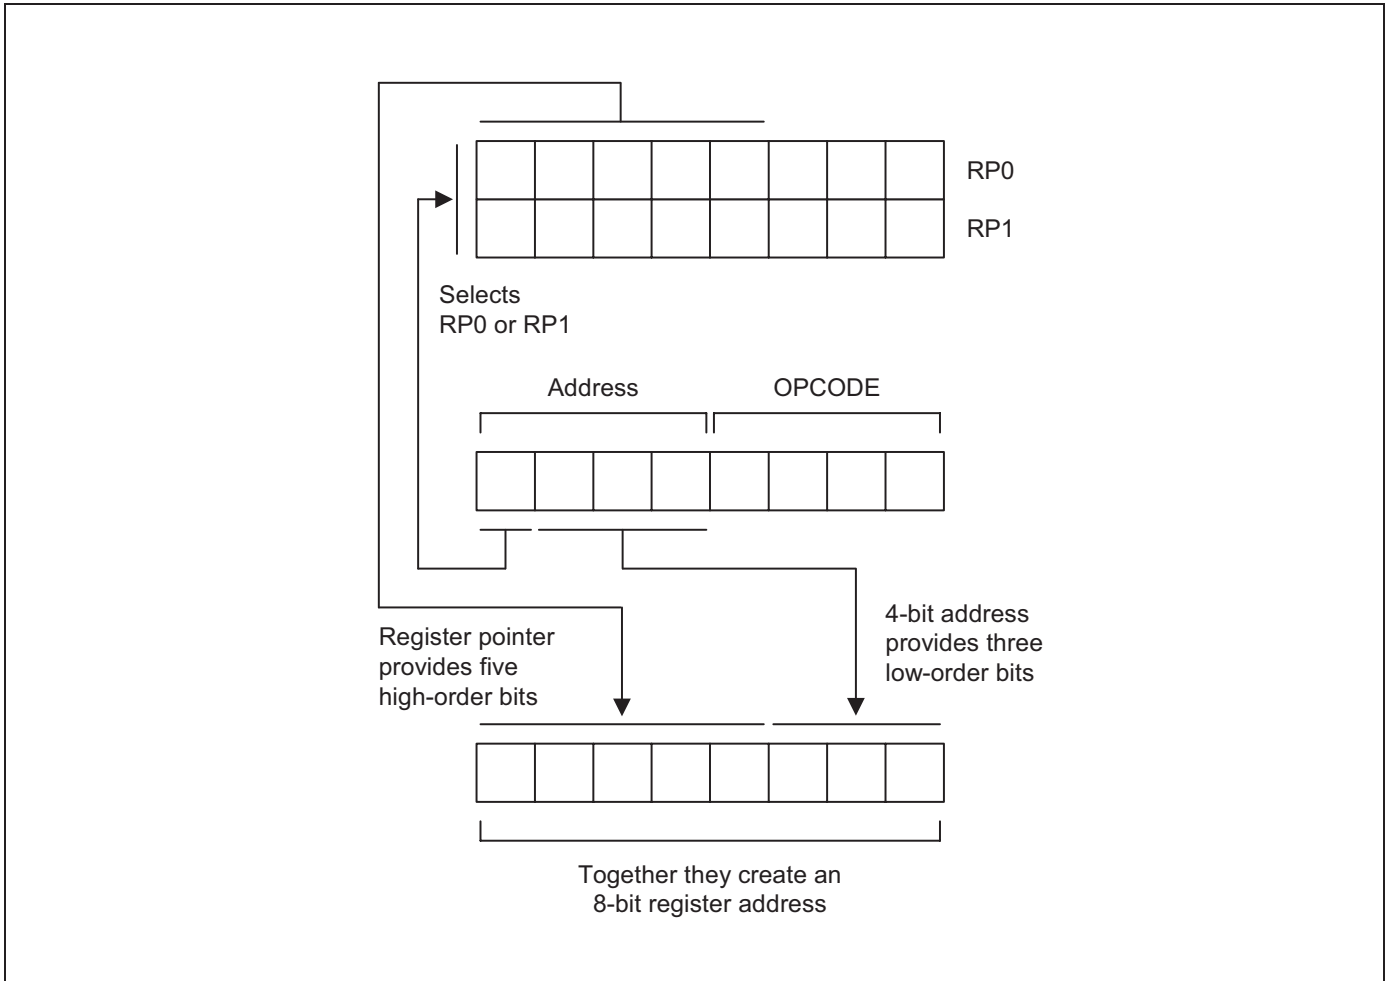 RP0
RP1
Selects
RP0 or RP1
Address
OPCODE
Register pointer
provides five
high-order bits
4-bit address
provides three
low-order bits
Together they create an
8-bit register address